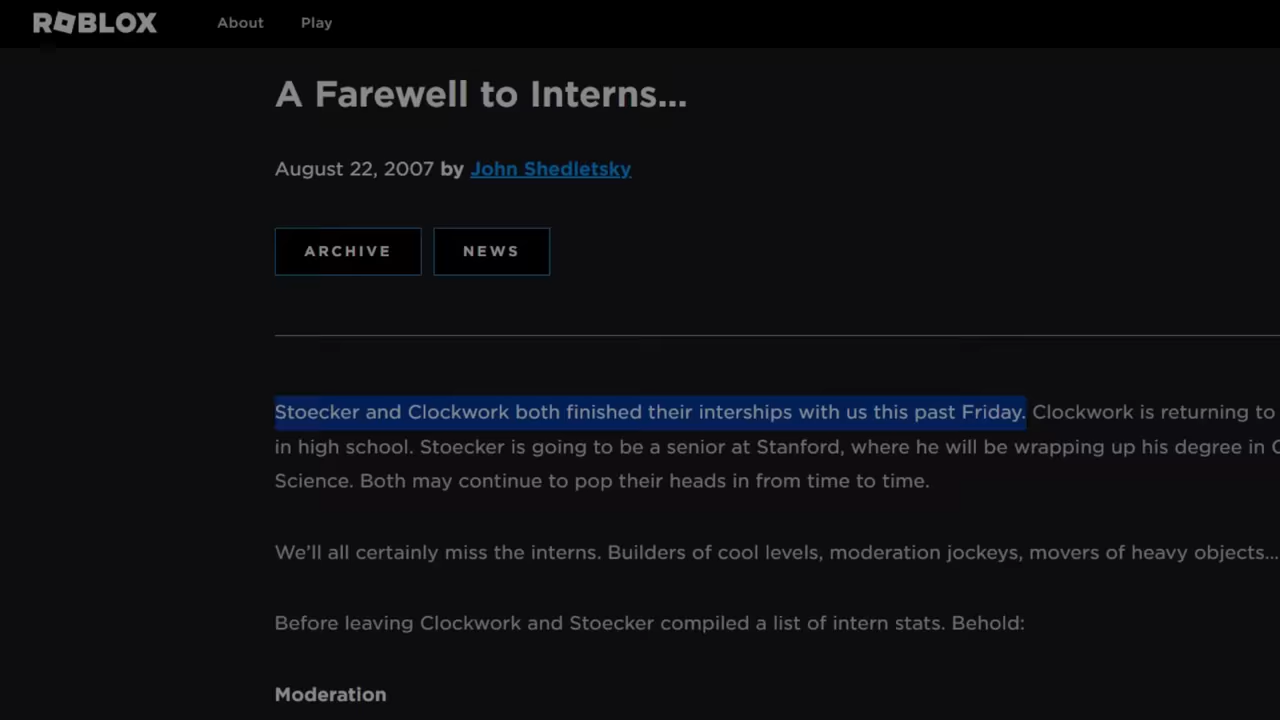 ROBLOX About Play
A Farewell to Interns...
August 22, 2007 by John Shedletsky
ARCHIVE NEWS
Stoecker and Clockwork both finished their interships with us this past Friday. Clockwork is returning to
in high school. Stoecker is going to be a senior at Stanford, where he will be wrapping up his degree in
Science. Both may continue to pop their heads in from time to time.
We'll all certainly miss the interns. Builders of cool levels, moderation jockeys, movers of heavy objects...
Before leaving Clockwork and Stoecker compiled a list of intern stats. Behold:
Moderation